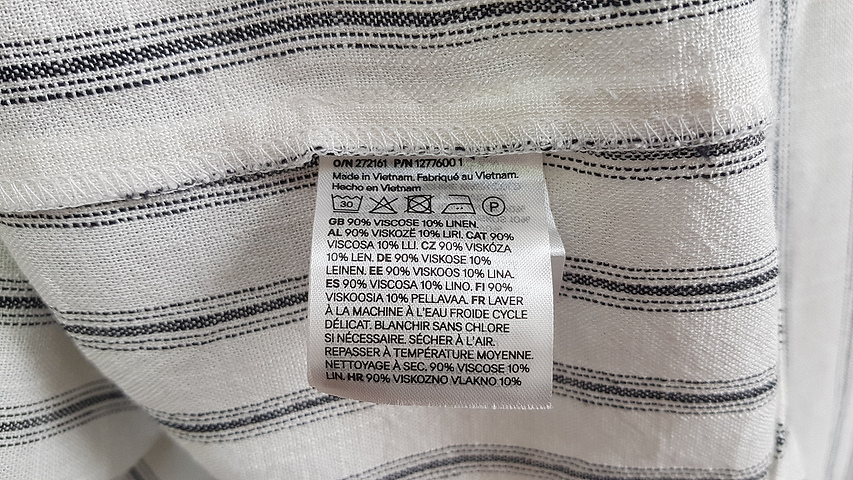 O/N 272161 P/N 1277600 1
Made in Vietnam. Fabriqué au Vietnam.
Hecho en Vietnam
30 P
GB 90% VISCOSE 10% LINEN.
AL 90% VISKOZË 10% LIRI. CAT 90%
VISCOSA 10% LLI. CZ 90% VISKÓZA
10% LEN. DE 90% VISKOSE 10%
LEINEN. EE 90% VISKOOS 10% LINA.
ES 90% VISCOSA 10% LINO. FI 90%
VISKOOSIA 10% PELLAVAA. FR LAVER
À LA MACHINE À L'EAU FROIDE CYCLE
DÉLICAT. BLANCHIR SANS CHLORE
SI NÉCESSAIRE. SÉCHER À L'AIR.
REPASSER À TEMPÉRATURE MOYENNE.
NETTOYAGE À SEC. 90% VISCOSE 10%
LIN. HR 90% VISKOZNO VLAKNO 10%